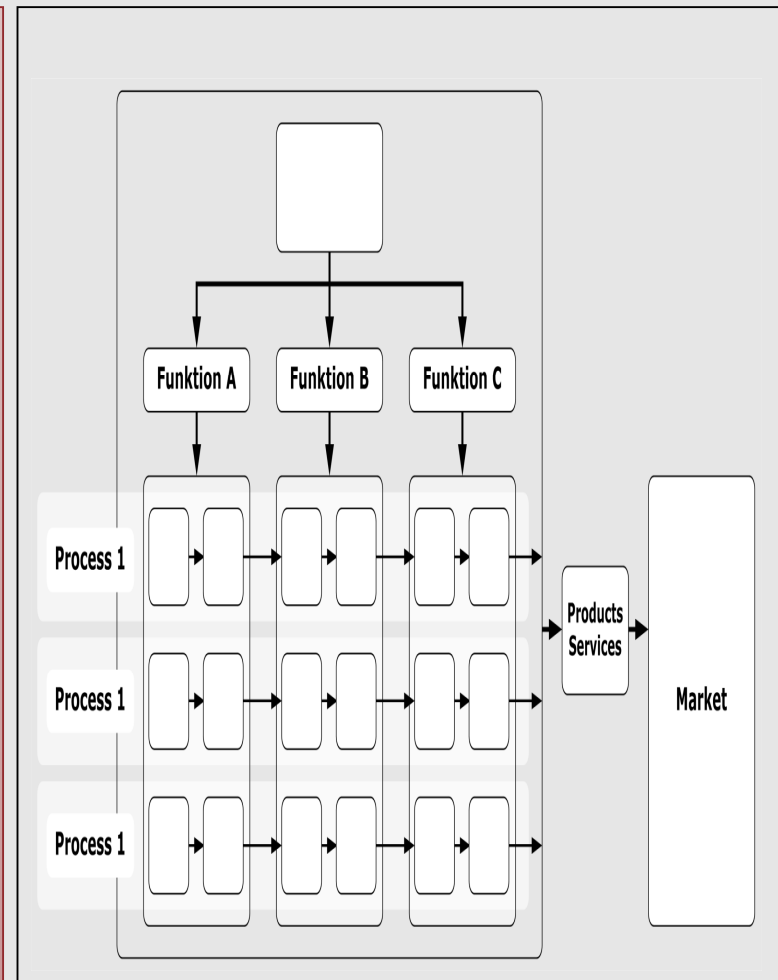 Funktion A
Funktion B
Funktion C
Process 1
Products
Services
Process 1
Market
Process 1